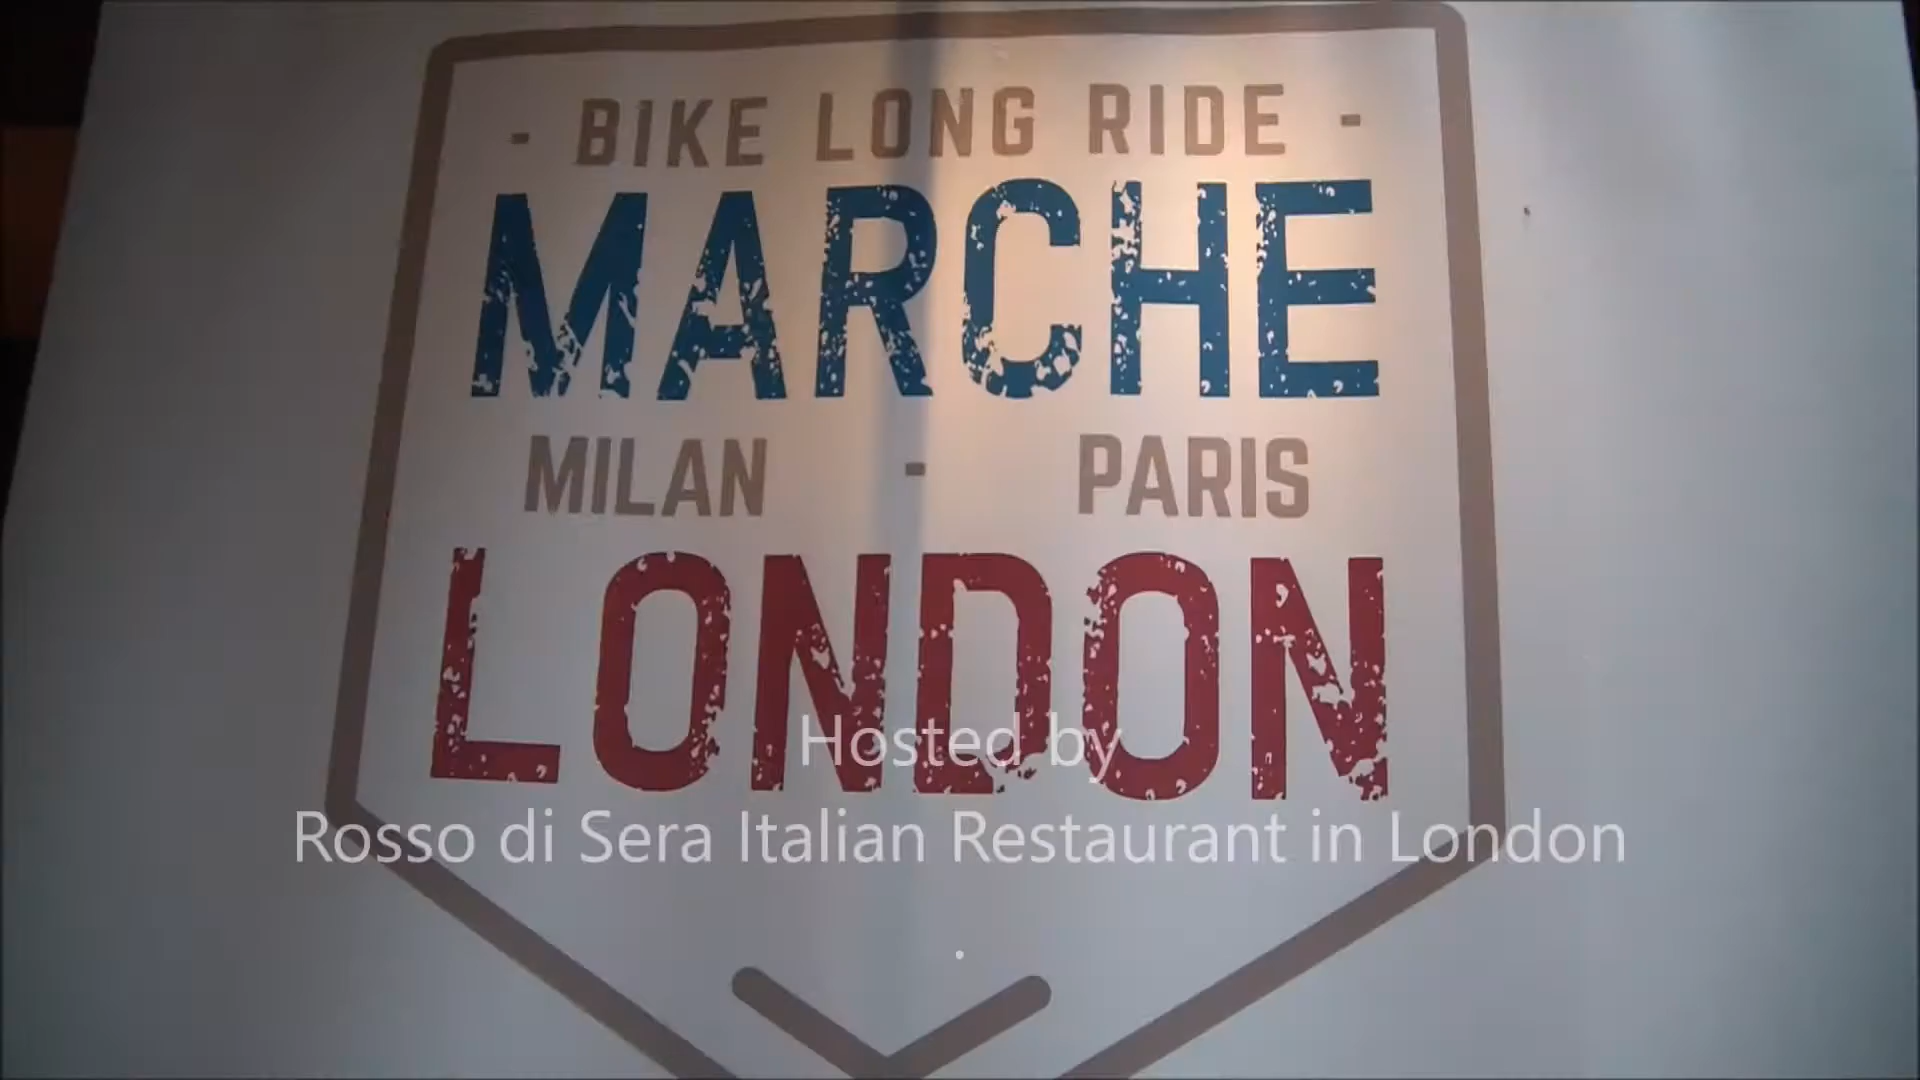 - BIKE LONG RIDE -
MARCHE
MILAN - PARIS
LONDON
Hosted by
Rosso di Sera Italian Restaurant in London
.